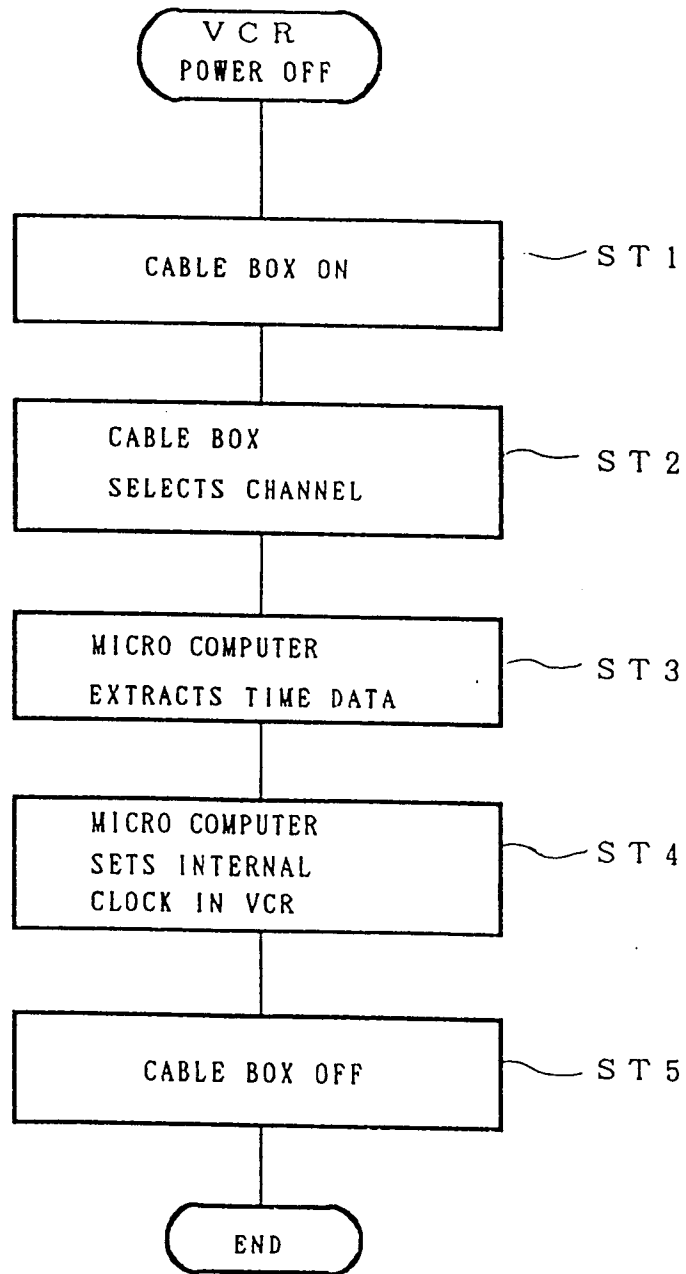 VCR
POWER OFF
CABLE BOX ON
ST1
CABLE BOX
SELECTS CHANNEL
ST2
MICRO COMPUTER
EXTRACTS TIME DATA
ST3
MICRO COMPUTER
SETS INTERNAL
CLOCK IN VCR
ST4
CABLE BOX OFF
ST5
END